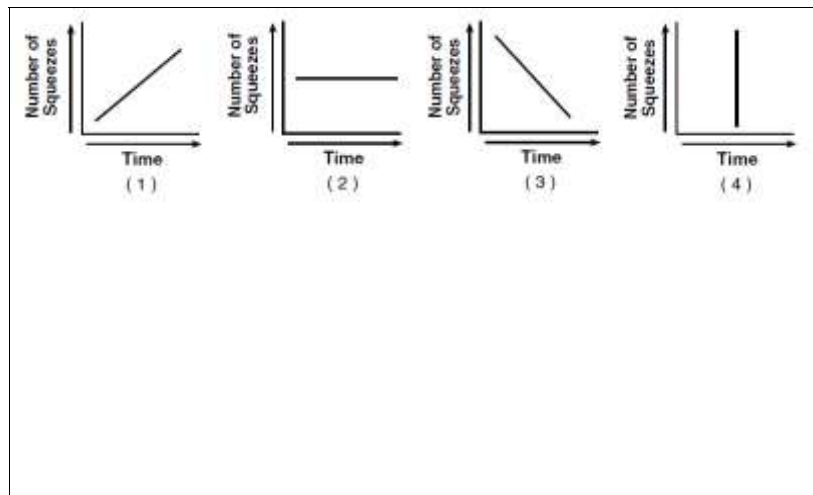 Number of
Squeezes
Time
( 1 )
Number of
Squeezes
Time
( 2 )
Number of
Squeezes
Time
( 3 )
Number of
Squeezes
Time
( 4 )